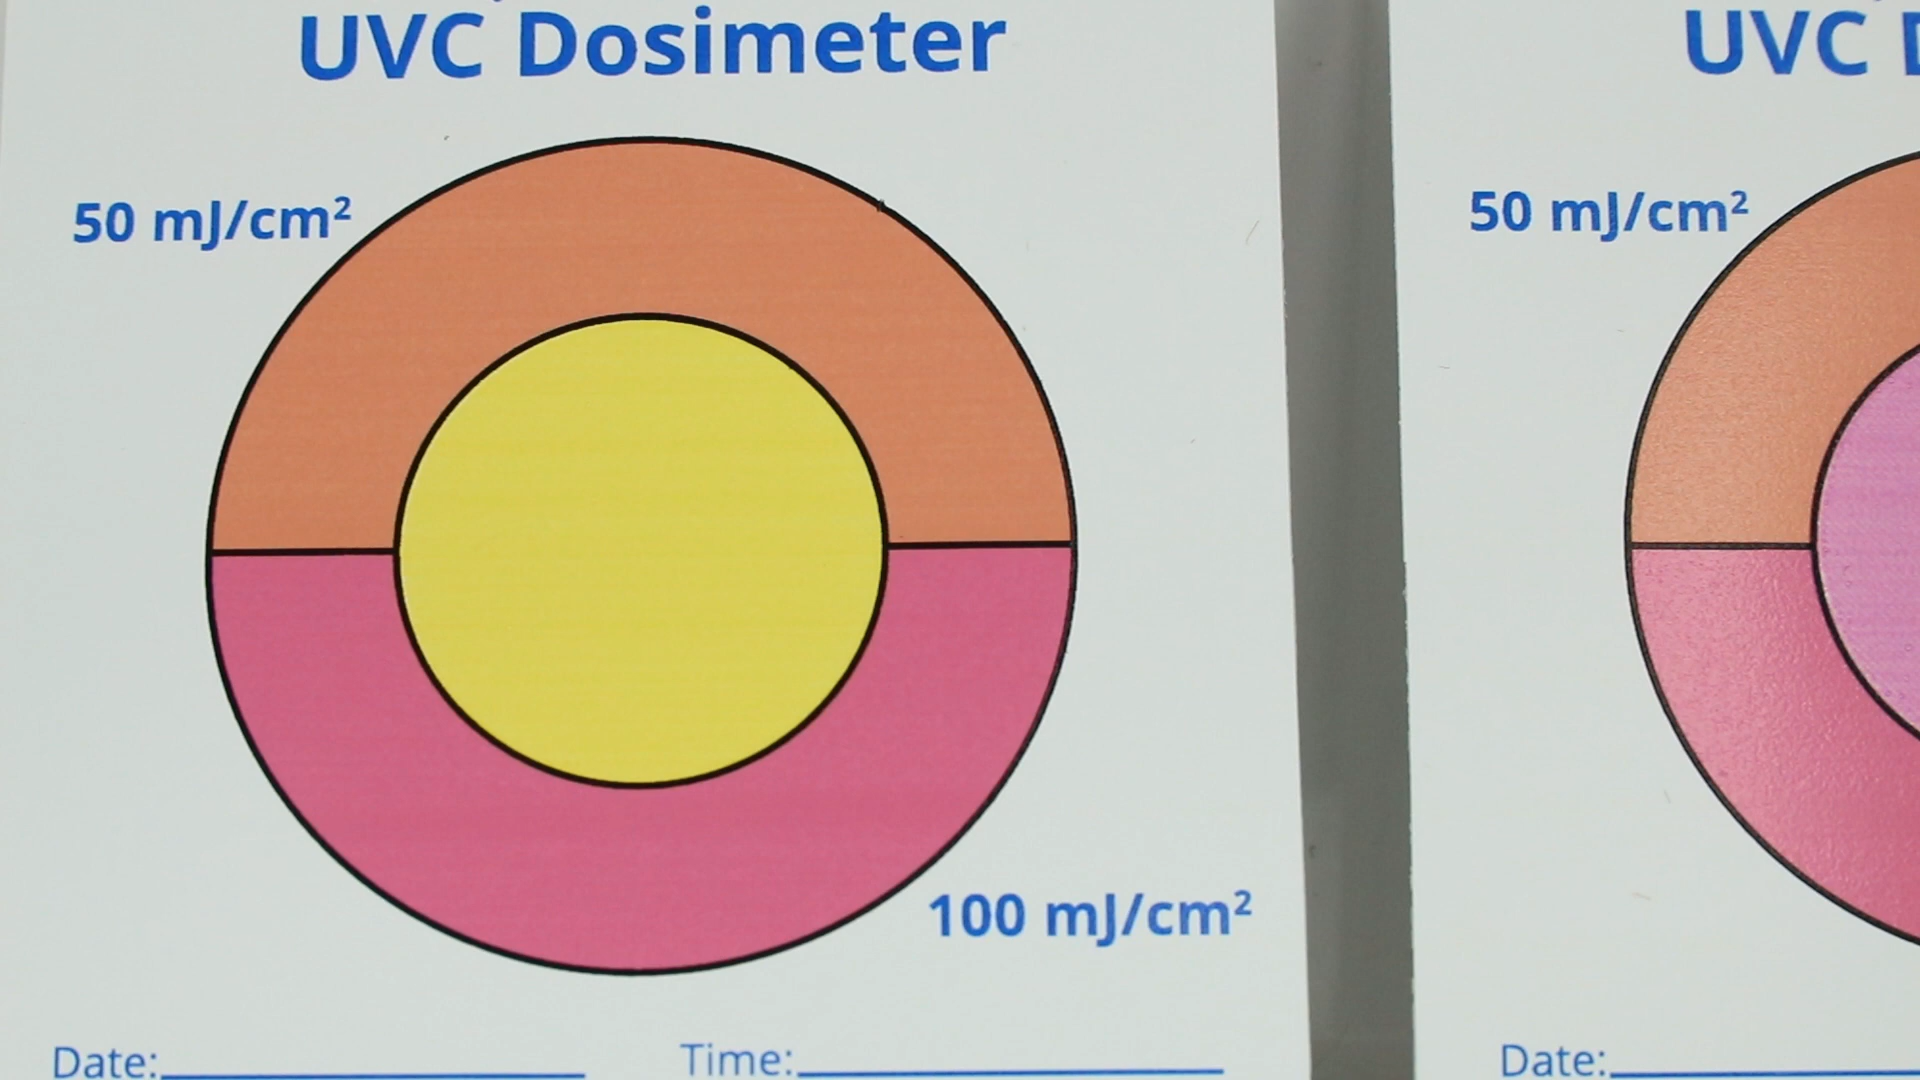 UVC Dosimeter
50 mJ/cm²
100 mJ/cm²
Date: Time:
UVC
50 mJ/cm²
Date: